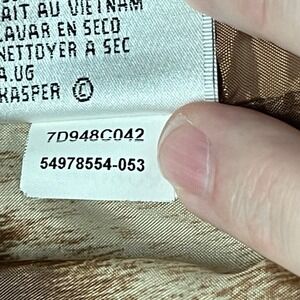 AIT AU VIETNAM
LAVAR EN SECO
NETTOYER A SEC
A.UG
KASPER ©
7D948C042
54978554-053